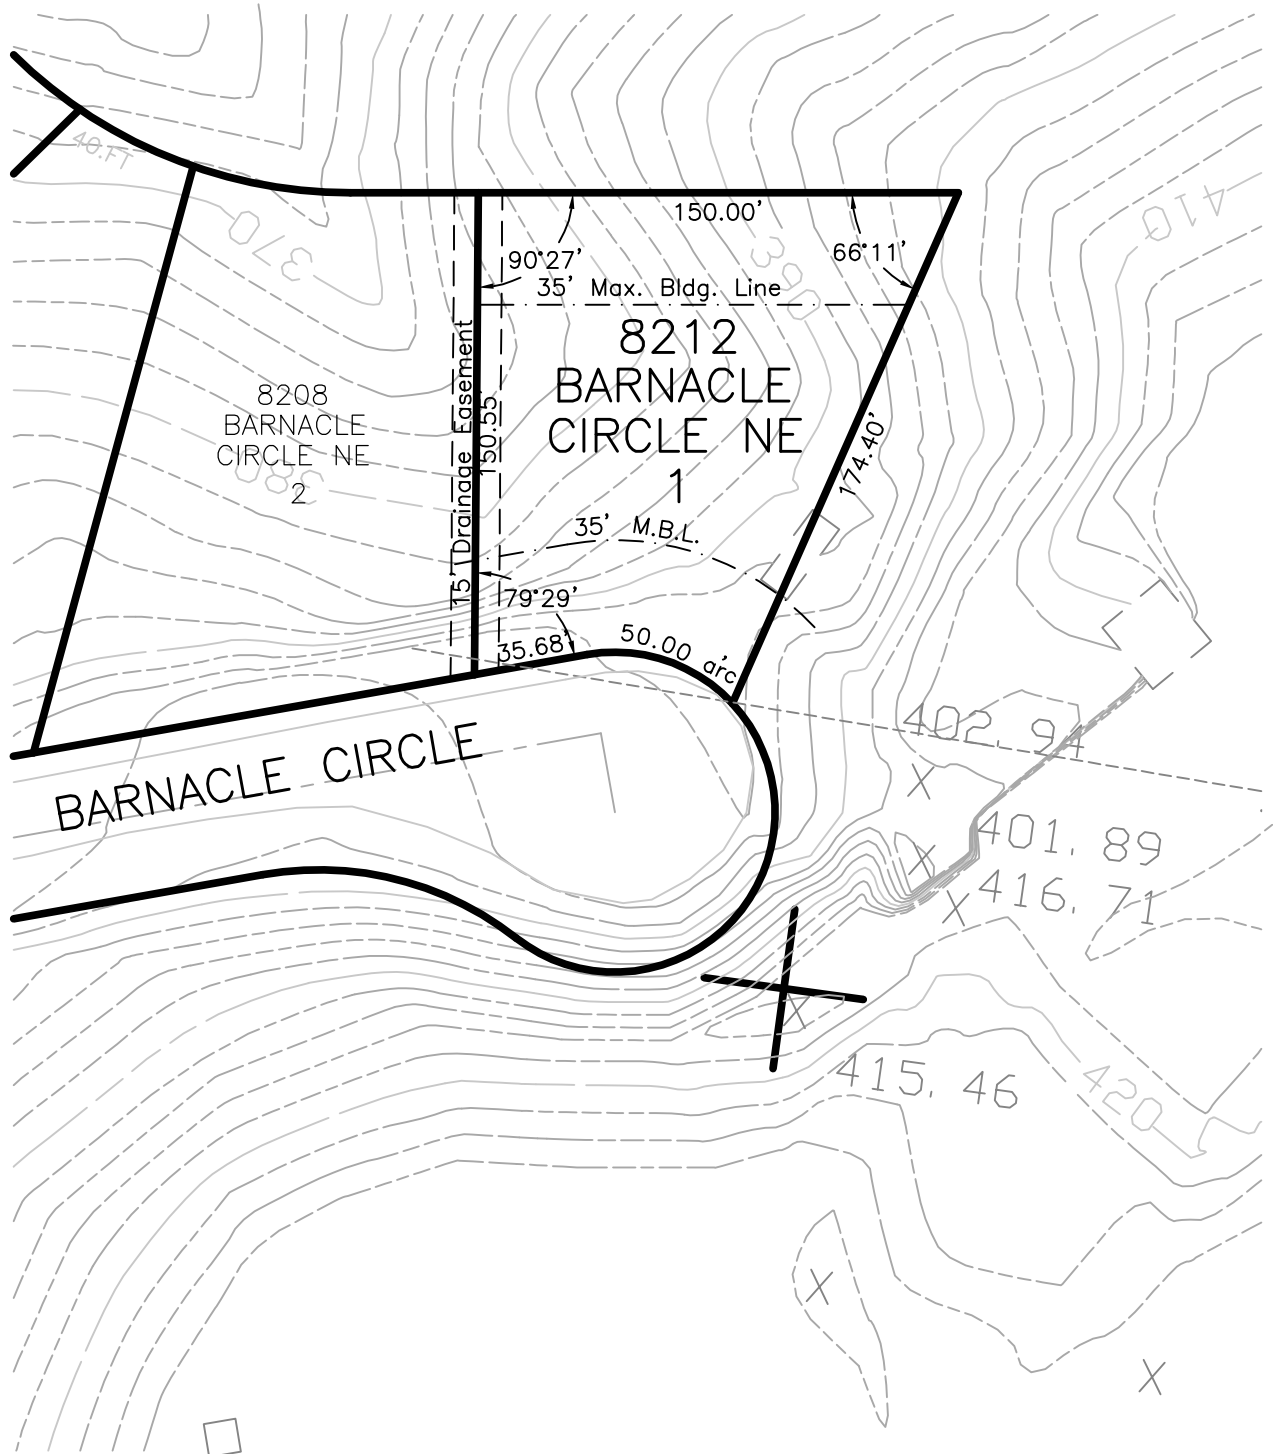 40.FT
370
150.00'
410
380
90°27'
66°11'
35' Max. Bldg. Line
8212
BARNACLE
CIRCLE NE
1
15' Drainage Easement
150.55'
8208
BARNACLE
CIRCLE NE
2
380
174.40'
35' M.B.L.
79°29'
35.68'
50.00' arc
BARNACLE CIRCLE
402.94
401.89
416.71
415.46
420